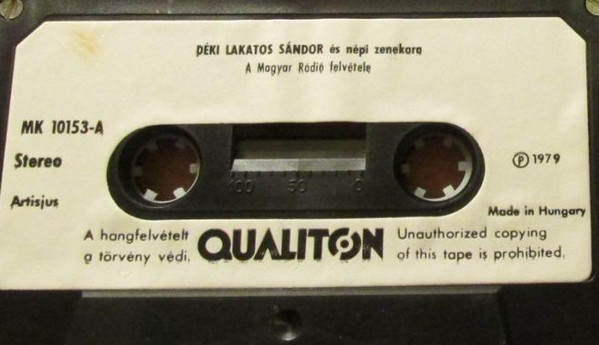 DÉKI LAKATOS SÁNDOR és népi zenekara
A Magyar Rádió felvétele
MK 10153-A
Stereo
℗ 1979
Artisjus
Made in Hungary
100 50 0
A hangfelvételt
a törvény védi.
QUALITON
Unauthorized copying
of this tape is prohibited.